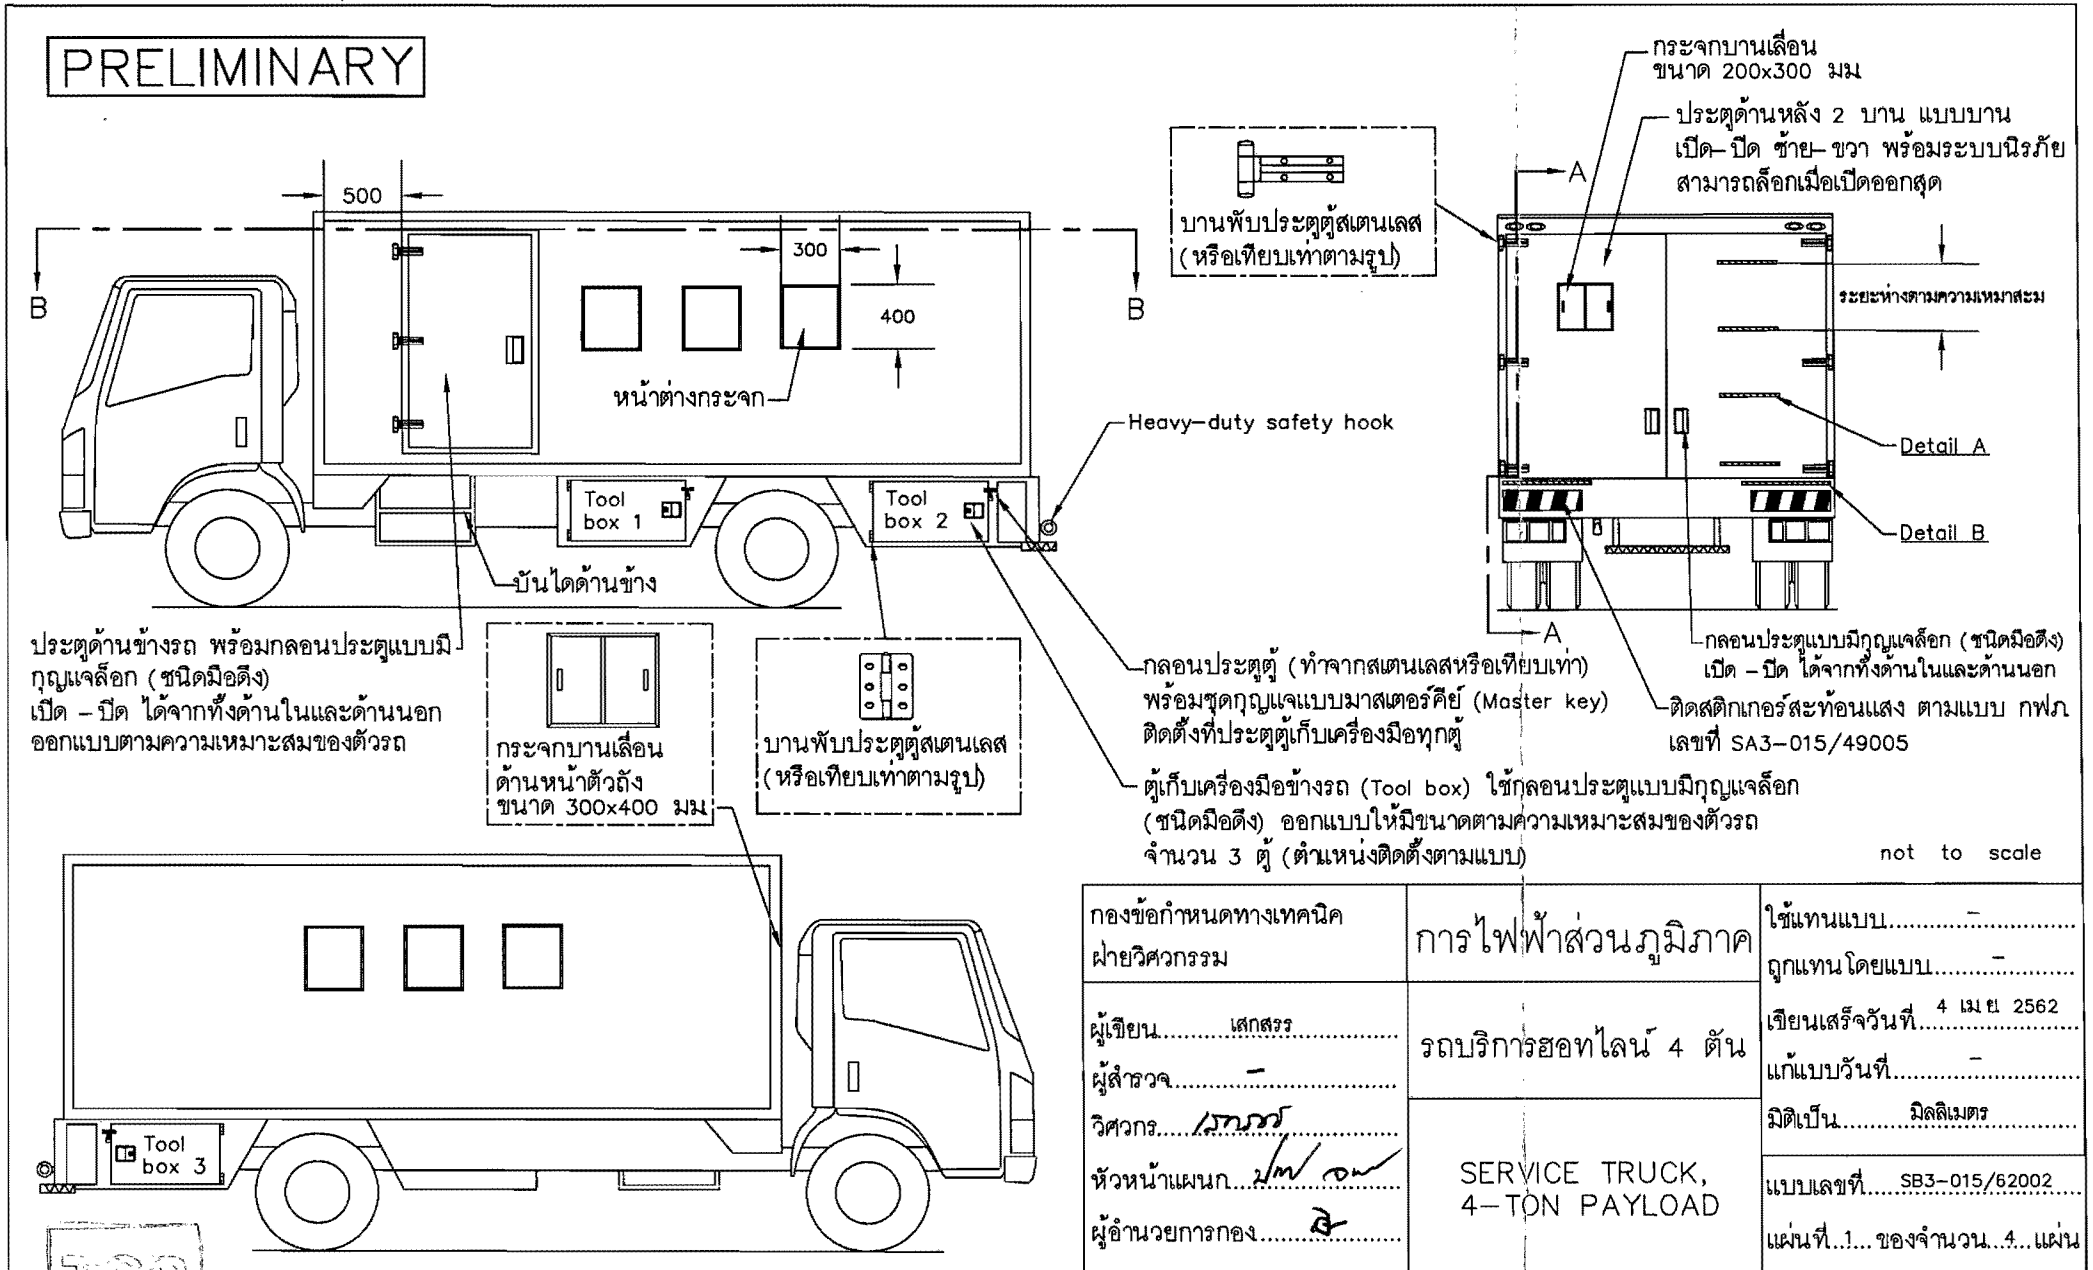 PRELIMINARY
500
300
400
B
B
หน้าต่างกระจก
Heavy-duty safety hook
Tool
box 1
Tool
box 2
บันไดด้านข้าง
ประตูด้านข้างรถ พร้อมกลอนประตูแบบมี
กุญแจล็อก (ชนิดมือดึง)
เปิด - ปิด ได้จากทั้งด้านในและด้านนอก
ออกแบบตามความเหมาะสมของตัวรถ
กระจกบานเลื่อน
ด้านหน้าตัวถัง
ขนาด 300x400 มม
บานพับประตูตู้สเตนเลส
(หรือเทียบเท่าตามรูป)
บานพับประตูตู้สเตนเลส
(หรือเทียบเท่าตามรูป)
กระจกบานเลื่อน
ขนาด 200x300 มม
ประตูด้านหลัง 2 บาน แบบบาน
เปิด-ปิด ซ้าย-ขวา พร้อมระบบนิรภัย
สามารถล็อกเมื่อเปิดออกสุด
A
ระยะห่างตามความเหมาสะม
Detail A
Detail B
A
กลอนประตูแบบมีกุญแจล็อก (ชนิดมือดึง)
เปิด - ปิด ได้จากทั้งด้านในและด้านนอก
ติดสติกเกอร์สะท้อนแสง ตามแบบ กฟภ
เลขที่ SA3-015/49005
กลอนประตูตู้ (ทำจากสเตนเลสหรือเทียบเท่า)
พร้อมชุดกุญแจแบบมาสเตอร์คีย์ (Master key)
ติดตั้งที่ประตูตู้เก็บเครื่องมือทุกตู้
ตู้เก็บเครื่องมือข้างรถ (Tool box) ใช้กลอนประตูแบบมีกุญแจล็อก
(ชนิดมือดึง) ออกแบบให้มีขนาดตามความเหมาะสมของตัวรถ
จำนวน 3 ตู้ (ตำแหน่งติดตั้งตามแบบ)
not to scale
Tool
box 3
กองข้อกำหนดทางเทคนิค
ฝ่ายวิศวกรรม
ผู้เขียน เสกสรร
ผู้สำรวจ -
วิศวกร
หัวหน้าแผนก
ผู้อำนวยการกอง
การไฟฟ้าส่วนภูมิภาค
รถบริการฮอทไลน์ 4 ตัน
SERVICE TRUCK,
4-TON PAYLOAD
ใช้แทนแบบ -
ถูกแทนโดยแบบ -
เขียนเสร็จวันที่ 4 เม ย 2562
แก้แบบวันที่ -
มิติเป็น มิลลิเมตร
แบบเลขที่ SB3-015/62002
แผ่นที่ 1 ของจำนวน 4 แผ่น